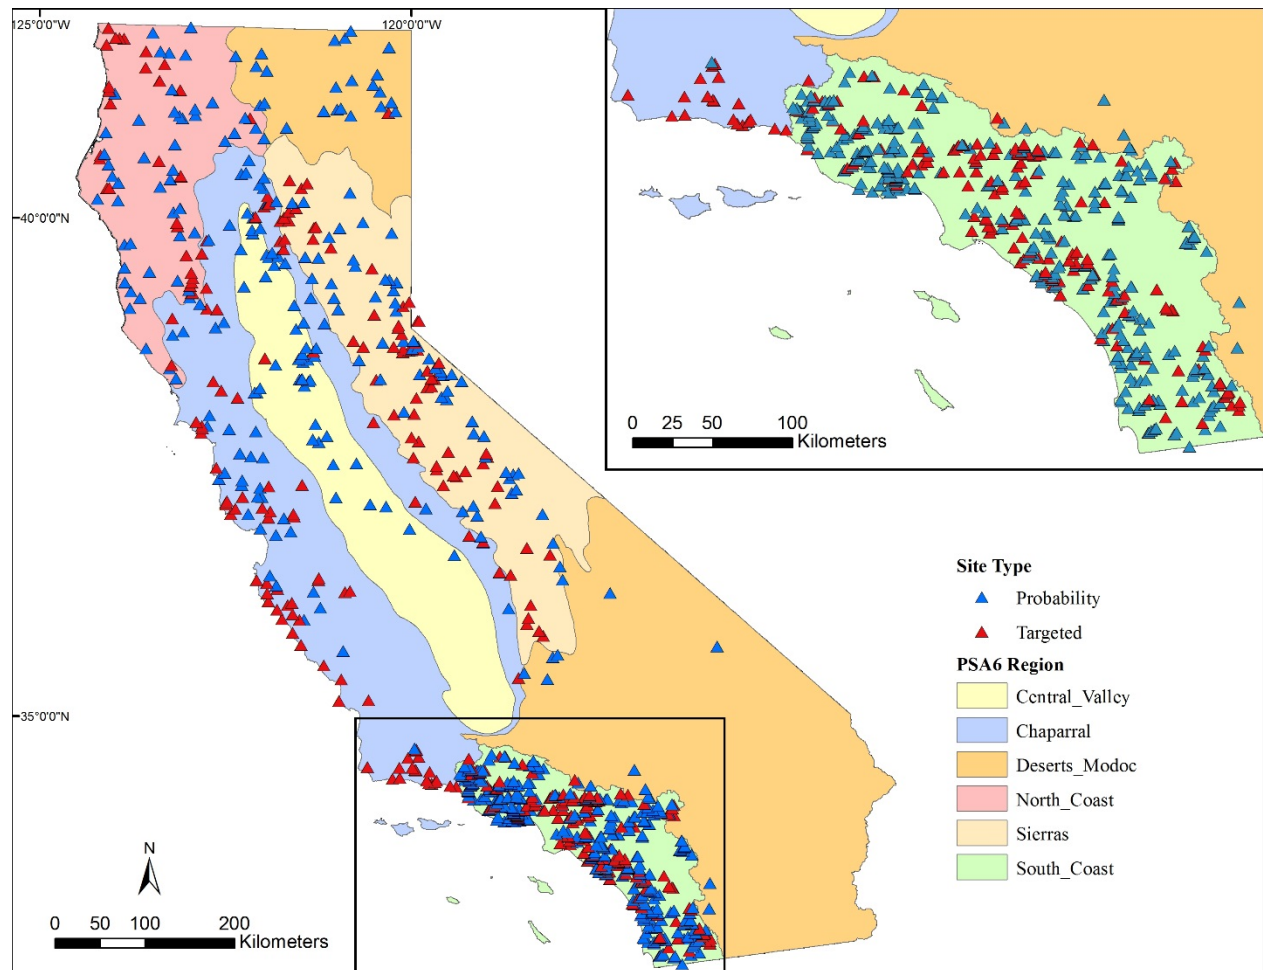 125°0'0"W
120°0'0"W
40°0'0"N
35°0'0"N
0 25 50 100
Kilometers
Site Type
Probability
Targeted
PSA6 Region
Central_Valley
Chaparral
Deserts_Modoc
North_Coast
Sierras
South_Coast
N
0 50 100 200
Kilometers